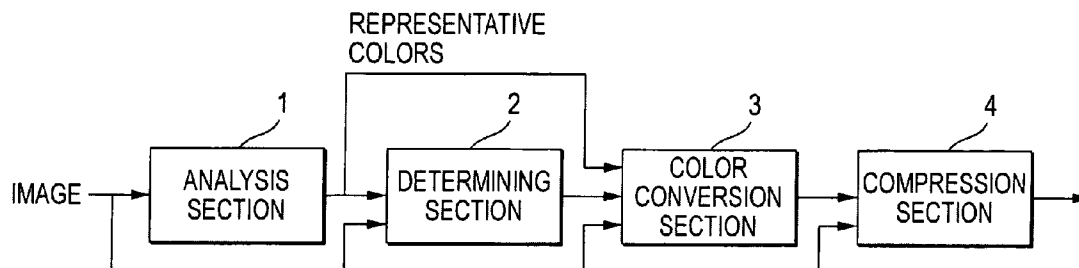 REPRESENTATIVE
COLORS
1
2
3
4
IMAGE
ANALYSIS
SECTION
DETERMINING
SECTION
COLOR
CONVERSION
SECTION
COMPRESSION
SECTION